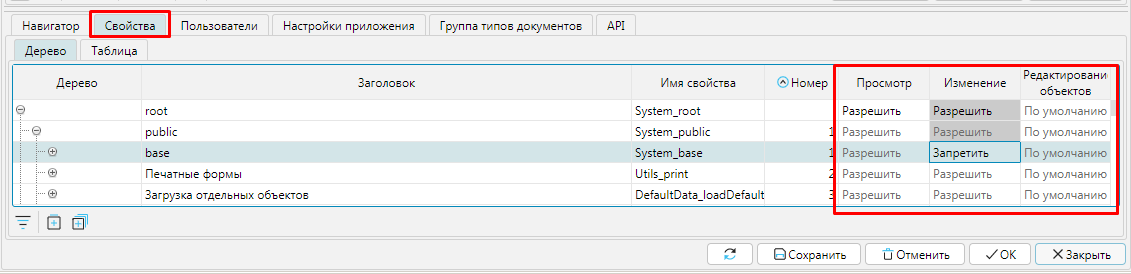 Навигатор Свойства Пользователи Настройки приложения Группа типов документов API
Дерево Таблица
Дерево Заголовок Имя свойства Номер Просмотр Изменение Редактировани объектов
root System_root Разрешить Разрешить По умолчанию
public System_public 1 Разрешить Разрешить По умолчанию
base System_base 1 Разрешить Запретить По умолчанию
Печатные формы Utils_print 2 Разрешить Разрешить По умолчанию
Загрузка отдельных объектов DefaultData_loadDefault 3 Разрешить Разрешить По умолчанию
Сохранить Отменить OK Закрыть